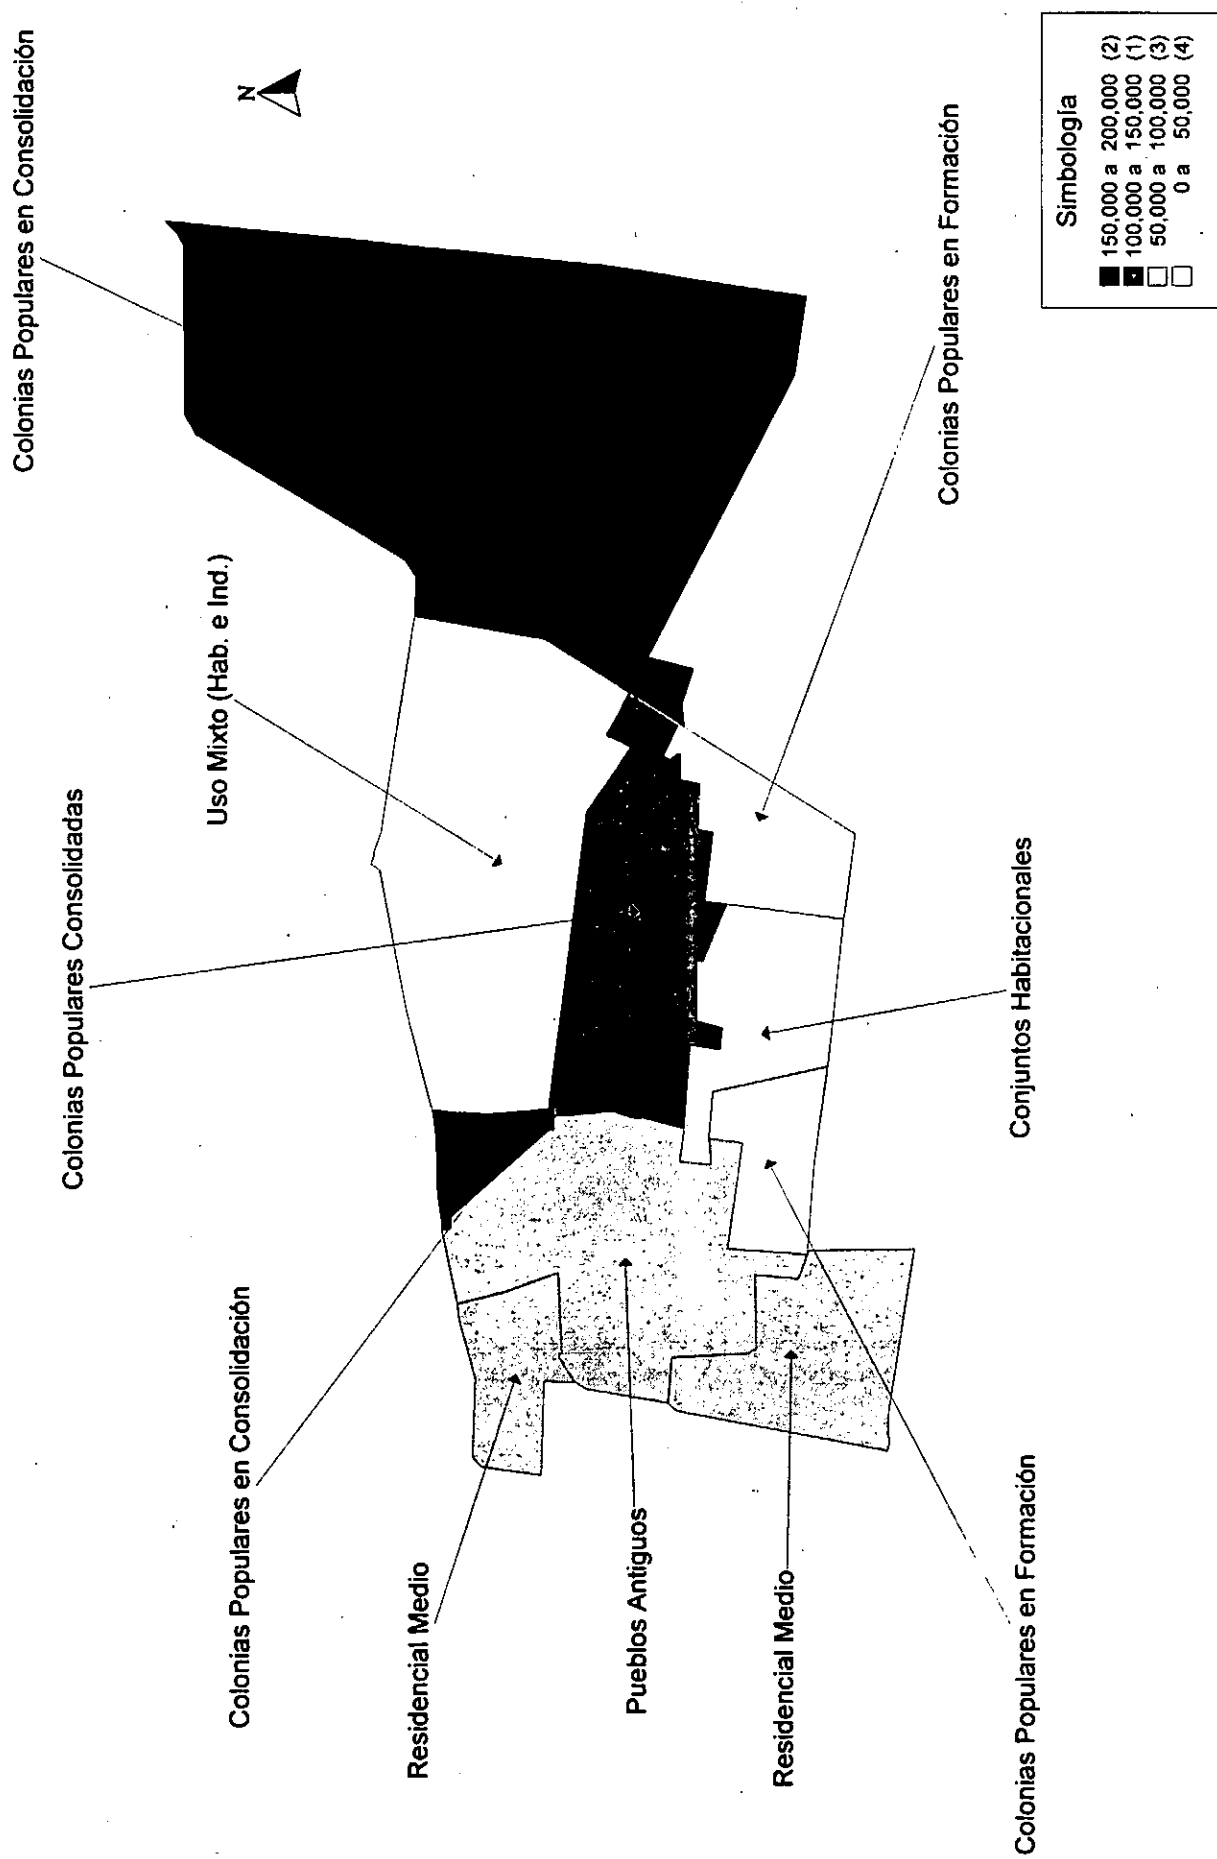 Colonias Populares en Consolidación
N
Uso Mixto (Hab. e Ind.)
Colonias Populares Consolidadas
Colonias Populares en Consolidación
Residencial Medio
Pueblos Antiguos
Residencial Medio
Colonias Populares en Formación
Conjuntos Habitacionales
Colonias Populares en Formación
Simbología
150,000 a 200,000 (2)
100,000 a 150,000 (1)
50,000 a 100,000 (3)
0 a 50,000 (4)